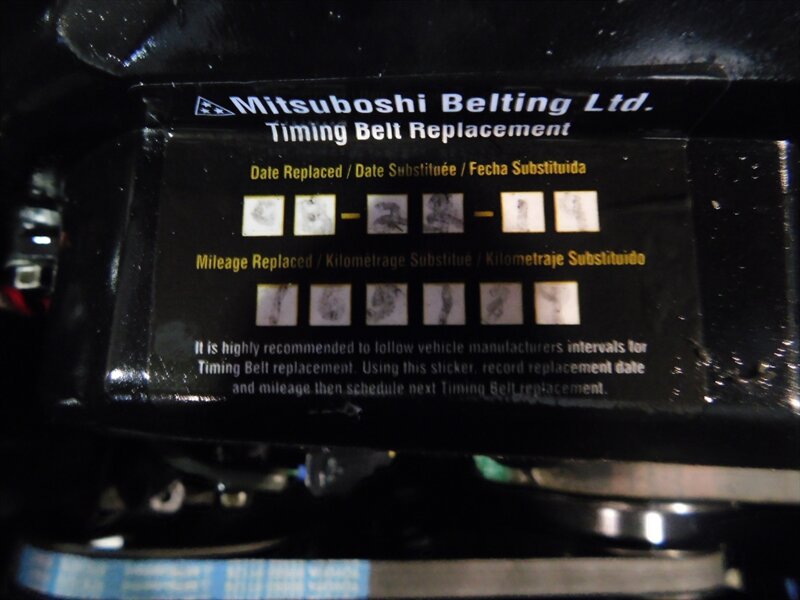 Mitsuboshi Belting Ltd.
Timing Belt Replacement
Date Replaced / Date Substituée / Fecha Substituida
Mileage Replaced / Kilométrage Substitué / Kilometraje Substituido
It is highly recommended to follow vehicle manufacturers intervals for
Timing Belt replacement. Using this sticker, record replacement date
and mileage then schedule next Timing Belt replacement.